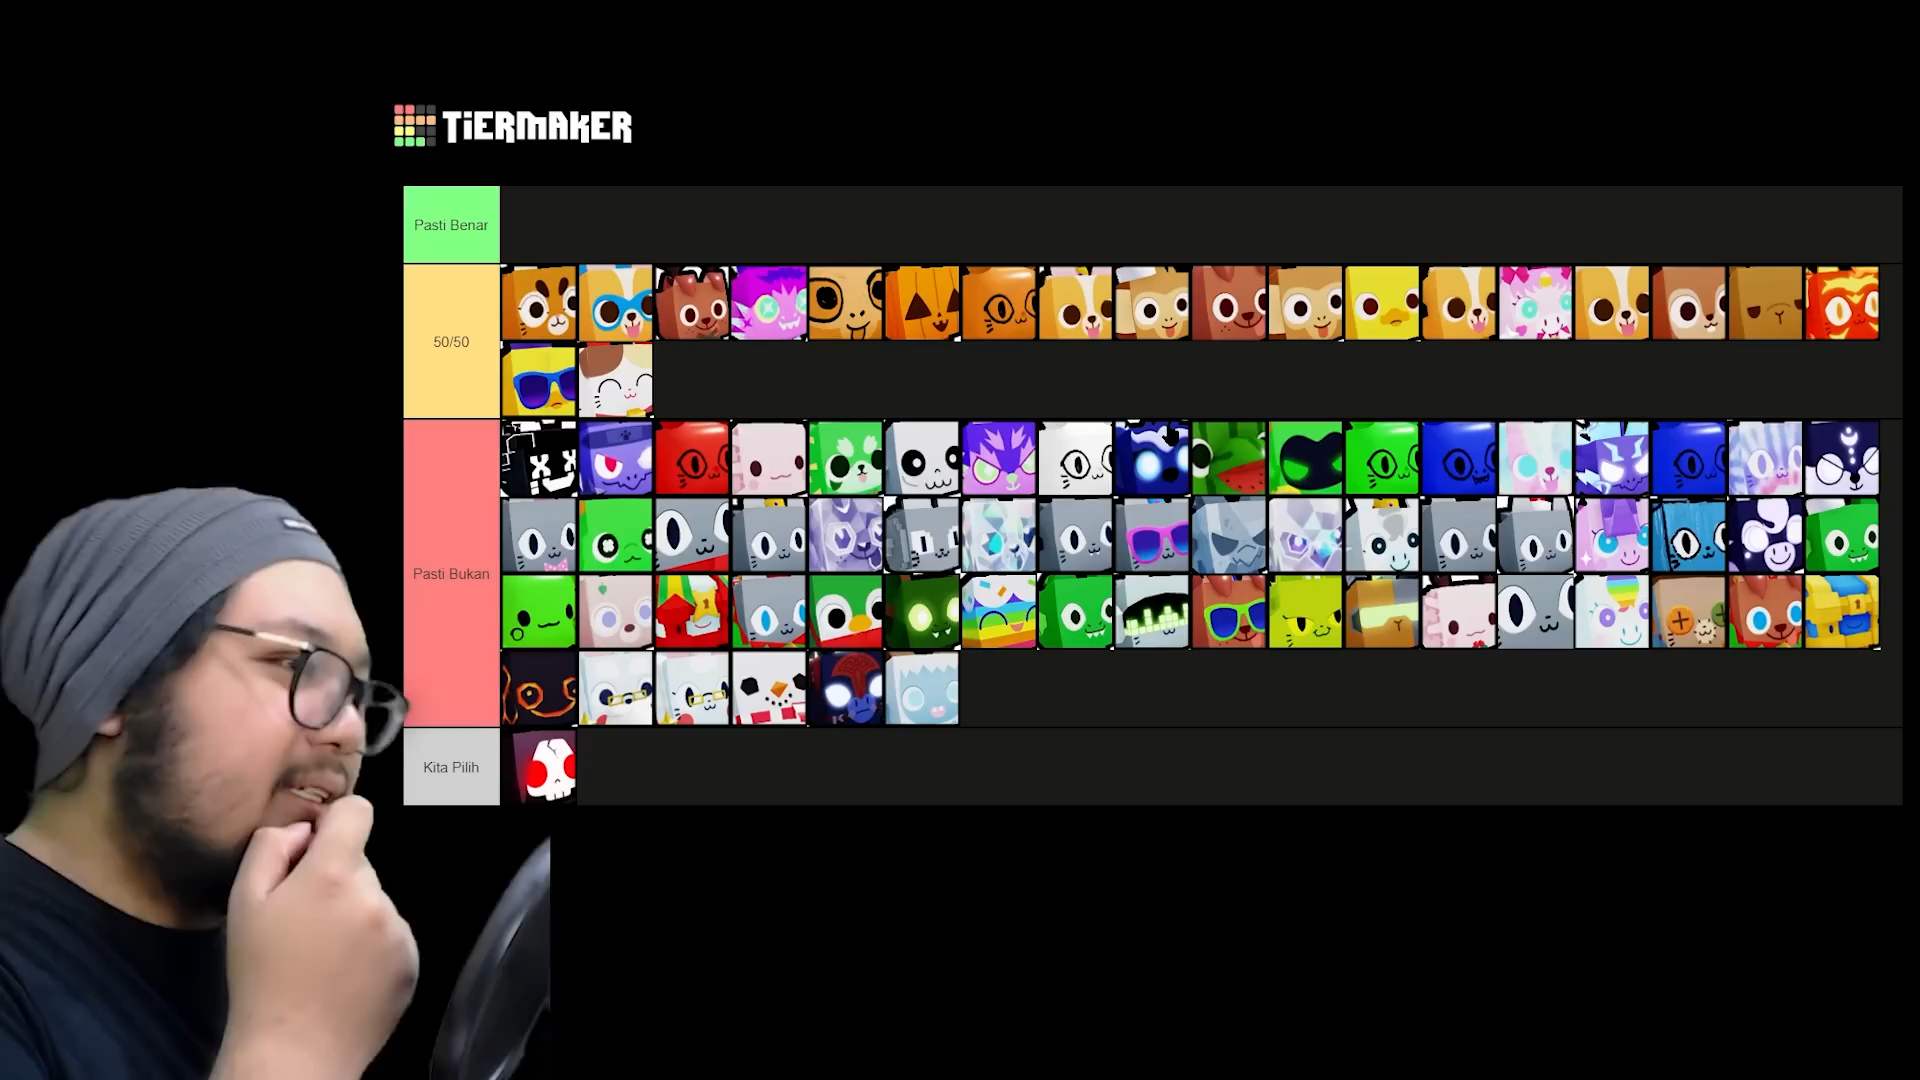 TiERMAKER
Pasti Benar
50/50
Pasti Bukan
Kita Pilih